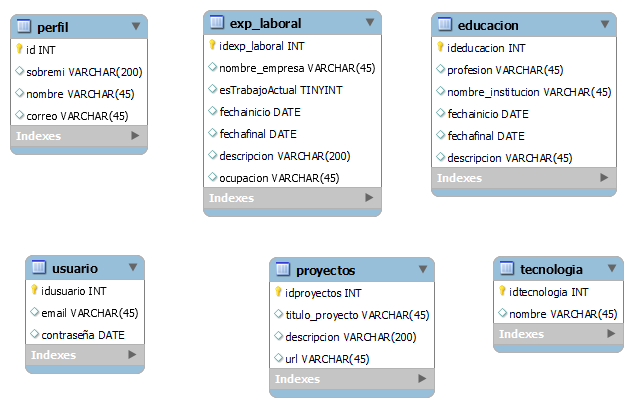 perfil
id INT
sobremi VARCHAR(200)
nombre VARCHAR(45)
correo VARCHAR(45)
Indexes
exp_laboral
idexp_laboral INT
nombre_empresa VARCHAR(45)
esTrabajoActual TINYINT
fechainicio DATE
fechafinal DATE
descripcion VARCHAR(200)
ocupacion VARCHAR(45)
Indexes
educacion
ideducacion INT
profesion VARCHAR(45)
nombre_institucion VARCHAR(45)
fechainicio DATE
fechafinal DATE
descripcion VARCHAR(45)
Indexes
usuario
idusuario INT
email VARCHAR(45)
contraseña DATE
Indexes
proyectos
idproyectos INT
titulo_proyecto VARCHAR(45)
descripcion VARCHAR(200)
url VARCHAR(45)
Indexes
tecnologia
idtecnologia INT
nombre VARCHAR(45)
Indexes